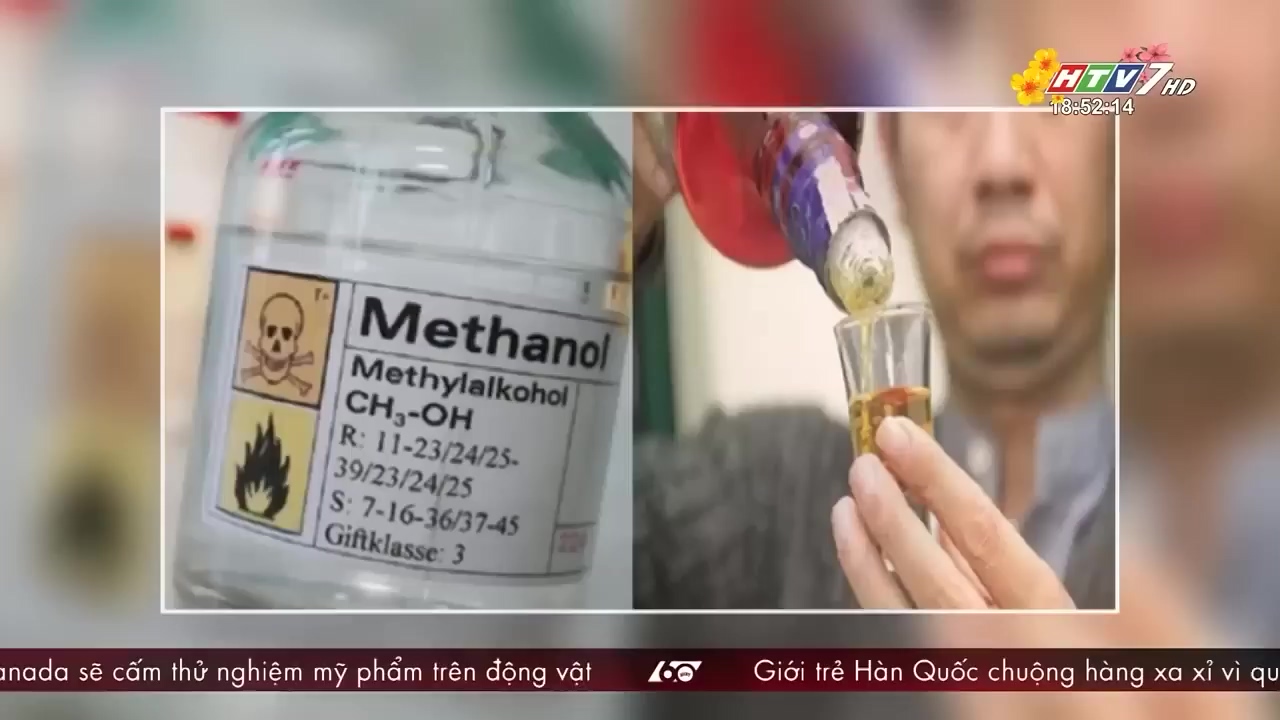 HTV7 HD
18:52:14
T+
Methanol
Methylalkohol
CH₃-OH
R: 11-23/24/25-
39/23/24/25
S: 7-16-36/37-45
Giftklasse: 3
anada sẽ cấm thử nghiệm mỹ phẩm trên động vật
60 giây
Giới trẻ Hàn Quốc chuộng hàng xa xỉ vì qu